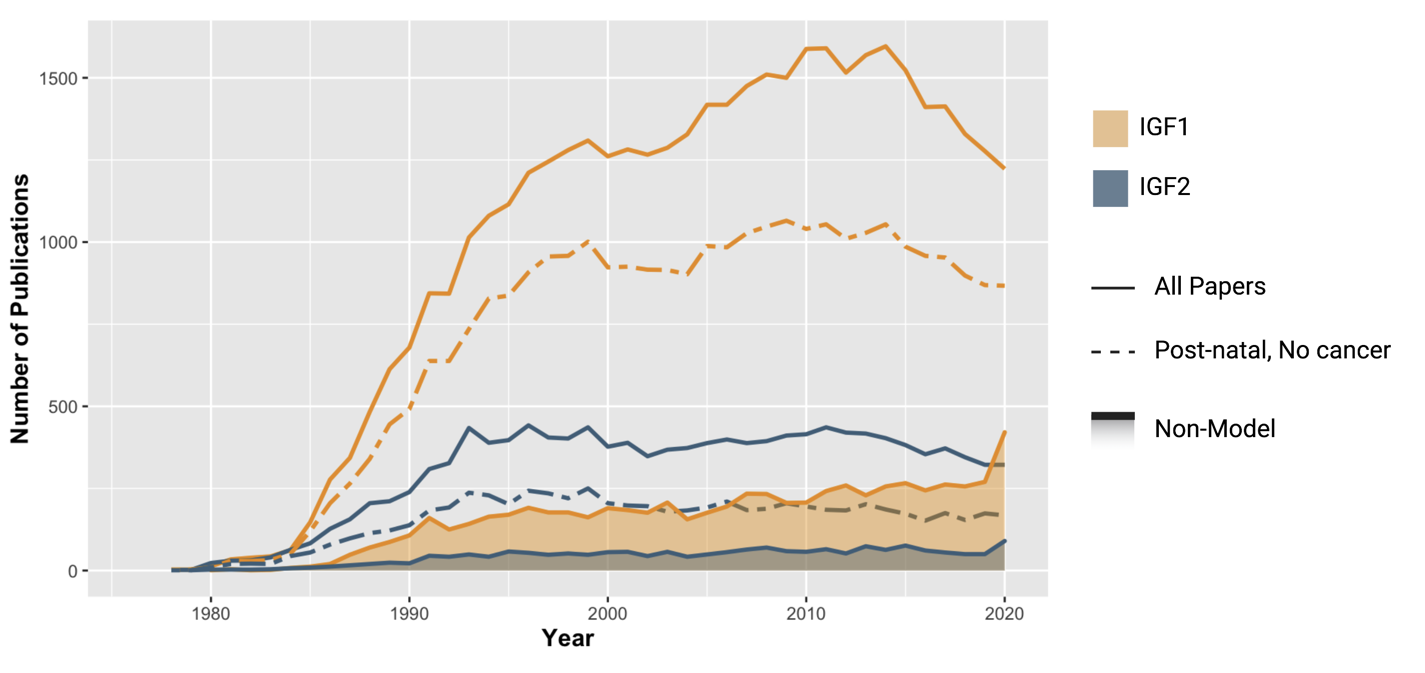 Number of Publications
1500
1000
500
0
1980 1990 2000 2010 2020
Year
IGF1
IGF2
All Papers
Post-natal, No cancer
Non-Model